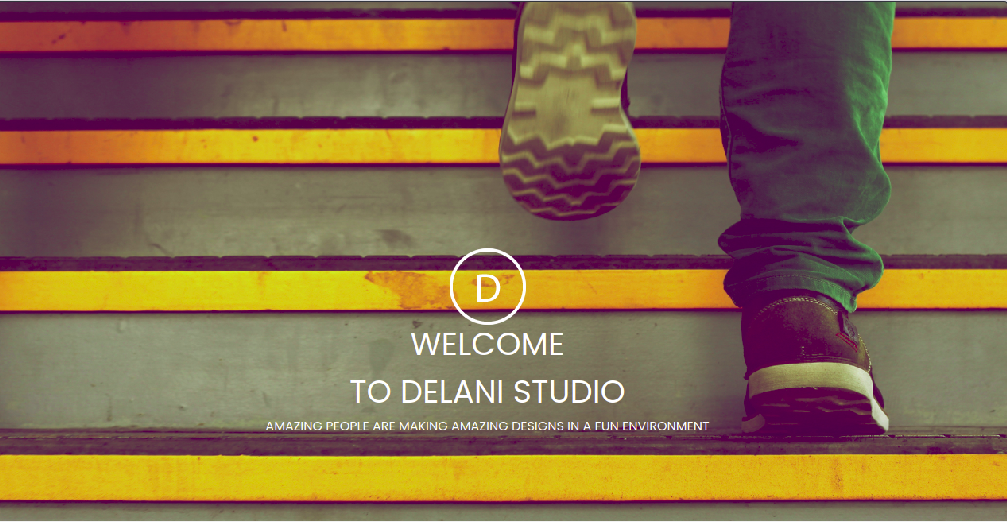 D
WELCOME
TO DELANI STUDIO
AMAZING PEOPLE ARE MAKING AMAZING DESIGNS IN A FUN ENVIRONMENT